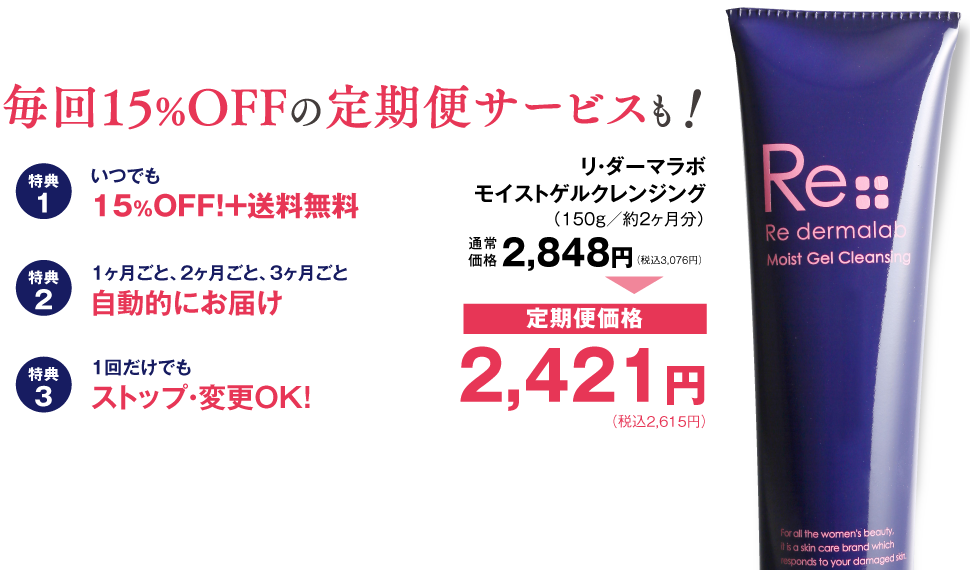 毎回15%OFFの定期便サービスも!
特典
1
いつでも
15%OFF!+送料無料
特典
2
1ヶ月ごと、2ヶ月ごと、3ヶ月ごと
自動的にお届け
特典
3
1回だけでも
ストップ・変更OK!
リ・ダーマラボ
モイストゲルクレンジング
(150g/約2ヶ月分)
通常
価格 2,848円(税込3,076円)
定期便価格
2,421円
(税込2,615円)
Re
Re dermalab
Moist Gel Cleansing
For all the women's beauty.
It is a skin care brand which
responds to your damaged skin.